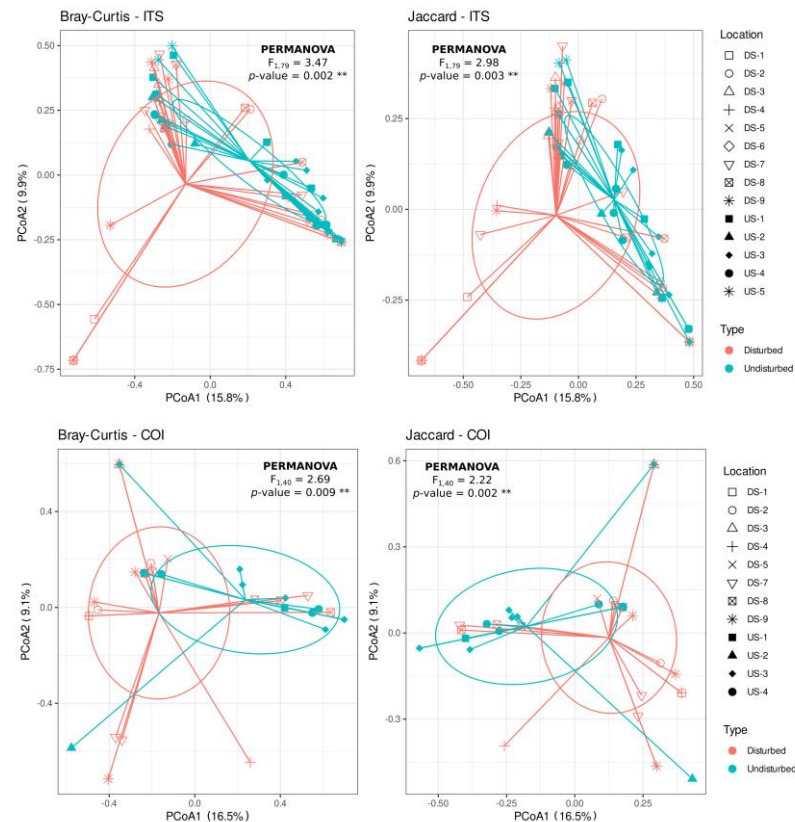 Bray-Curtis - ITS
PERMANOVA
F1,79 = 3.47
p-value = 0.002 **
0.50
0.25
0.00
-0.25
-0.50
-0.75
PCoA2 ( 9.9%)
-0.4
0.0
0.4
PCoA1 (15.8%)
Jaccard - ITS
PERMANOVA
F1,79 = 2.98
p-value = 0.003 **
0.25
0.00
-0.25
PCoA2 ( 9.9%)
-0.50
-0.25
0.00
0.25
0.50
PCoA1 (15.8%)
Location
DS-1
DS-2
DS-3
DS-4
DS-5
DS-6
DS-7
DS-8
DS-9
US-1
US-2
US-3
US-4
US-5
Type
Disturbed
Undisturbed
Bray-Curtis - COI
PERMANOVA
F1,40 = 2.69
p-value = 0.009 **
0.4
0.0
-0.4
PCoA2 ( 9.1%)
-0.4
0.0
0.4
PCoA1 (16.5%)
Jaccard - COI
PERMANOVA
F1,40 = 2.22
p-value = 0.002 **
0.6
0.3
0.0
-0.3
PCoA2 ( 9.1%)
-0.50
-0.25
0.00
0.25
PCoA1 (16.5%)
Location
DS-1
DS-2
DS-3
DS-4
DS-5
DS-7
DS-8
DS-9
US-1
US-2
US-3
US-4
Type
Disturbed
Undisturbed